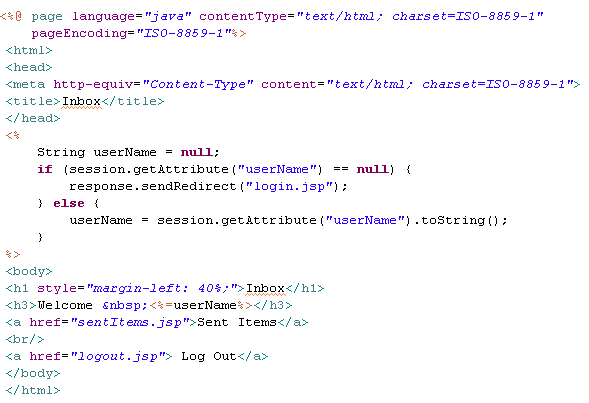 <%@ page language="java" contentType="text/html; charset=ISO-8859-1"
    pageEncoding="ISO-8859-1"%>
<html>
<head>
<meta http-equiv="Content-Type" content="text/html; charset=ISO-8859-1">
<title>Inbox</title>
</head>
<%
    String userName = null;
    if (session.getAttribute("userName") == null) {
        response.sendRedirect("login.jsp");
    } else {
        userName = session.getAttribute("userName").toString();
    }
%>
<body>
<h1 style="margin-left: 40%;">Inbox</h1>
<h3>Welcome &nbsp;<%=userName%></h3>
<a href="sentItems.jsp">Sent Items</a>
<br/>
<a href="logout.jsp"> Log Out</a>
</body>
</html>